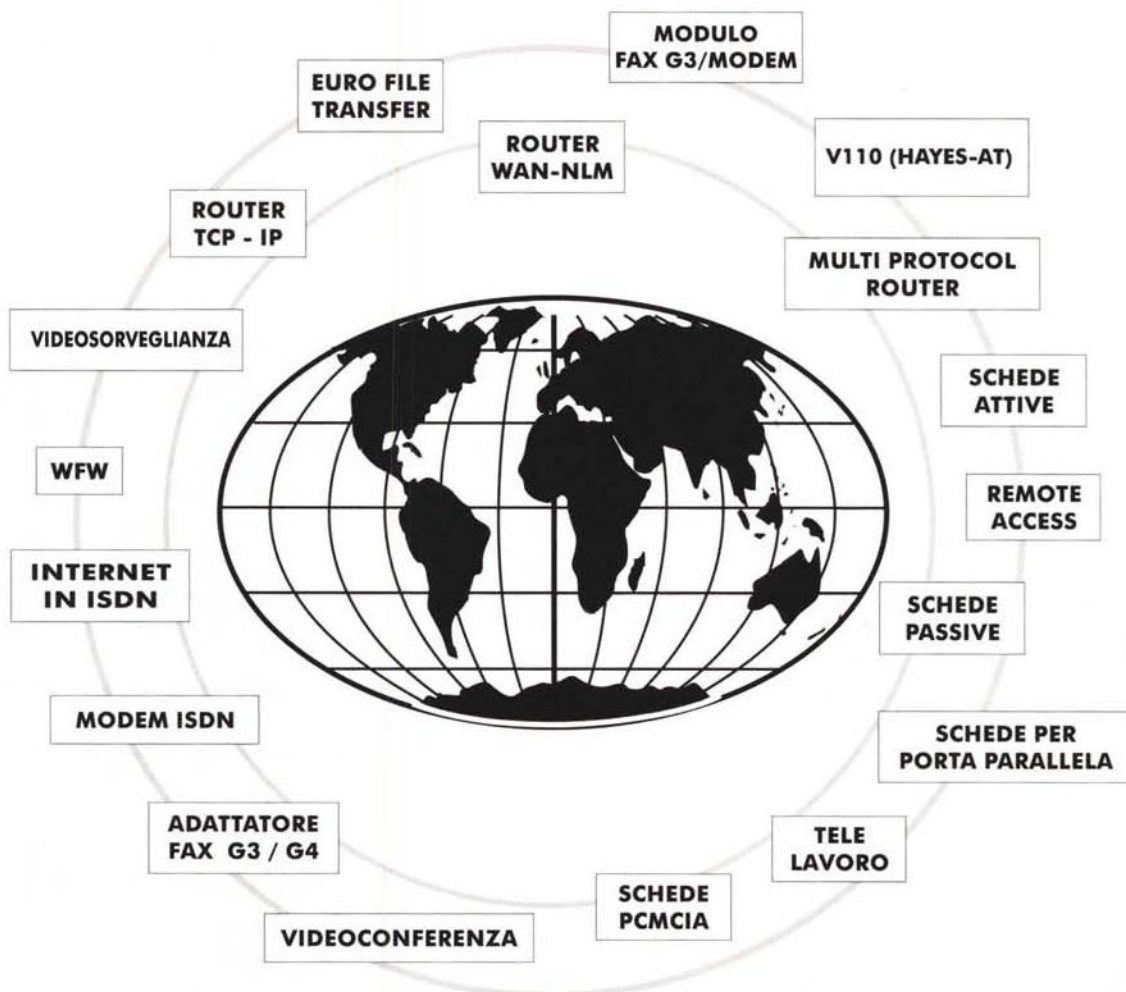 MODULO
FAX G3/MODEM
EURO FILE
TRANSFER
ROUTER
WAN-NLM
V110 (HAYES-AT)
ROUTER
TCP - IP
MULTI PROTOCOL
ROUTER
VIDEOSORVEGLIANZA
SCHEDE
ATTIVE
WFW
REMOTE
ACCESS
INTERNET
IN ISDN
SCHEDE
PASSIVE
MODEM ISDN
SCHEDE PER
PORTA PARALLELA
ADATTATORE
FAX G3 / G4
TELE
LAVORO
SCHEDE
PCMCIA
VIDEOCONFERENZA